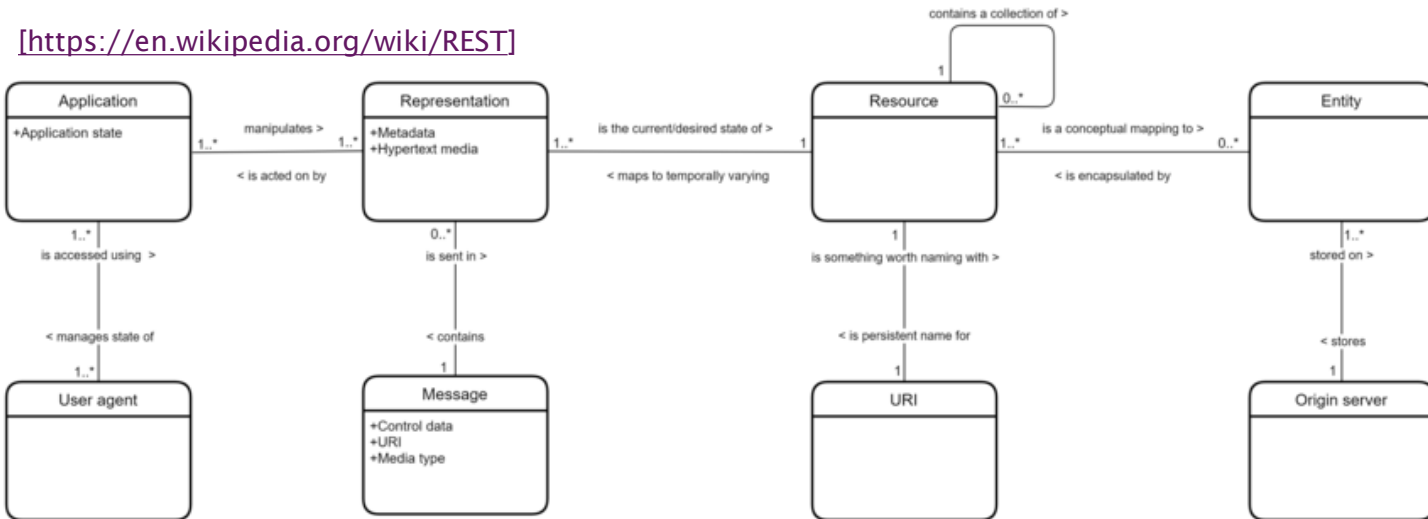 contains a collection of >
[https://en.wikipedia.org/wiki/REST]
1
Application
Representation
Resource
0..*
Entity
+Application state
manipulates >
+Metadata
+Hypertext media
is the current/desired state of >
is a conceptual mapping to >
1..*
1..*
1..*
1
1..*
0..*
< is acted on by
< maps to temporally varying
< is encapsulated by
1..*
0..*
1
1..*
is accessed using >
is sent in >
is something worth naming with >
stored on >
< manages state of
< contains
< is persistent name for
< stores
1..*
1
1
1
User agent
Message
URI
Origin server
+Control data
+URI
+Media type